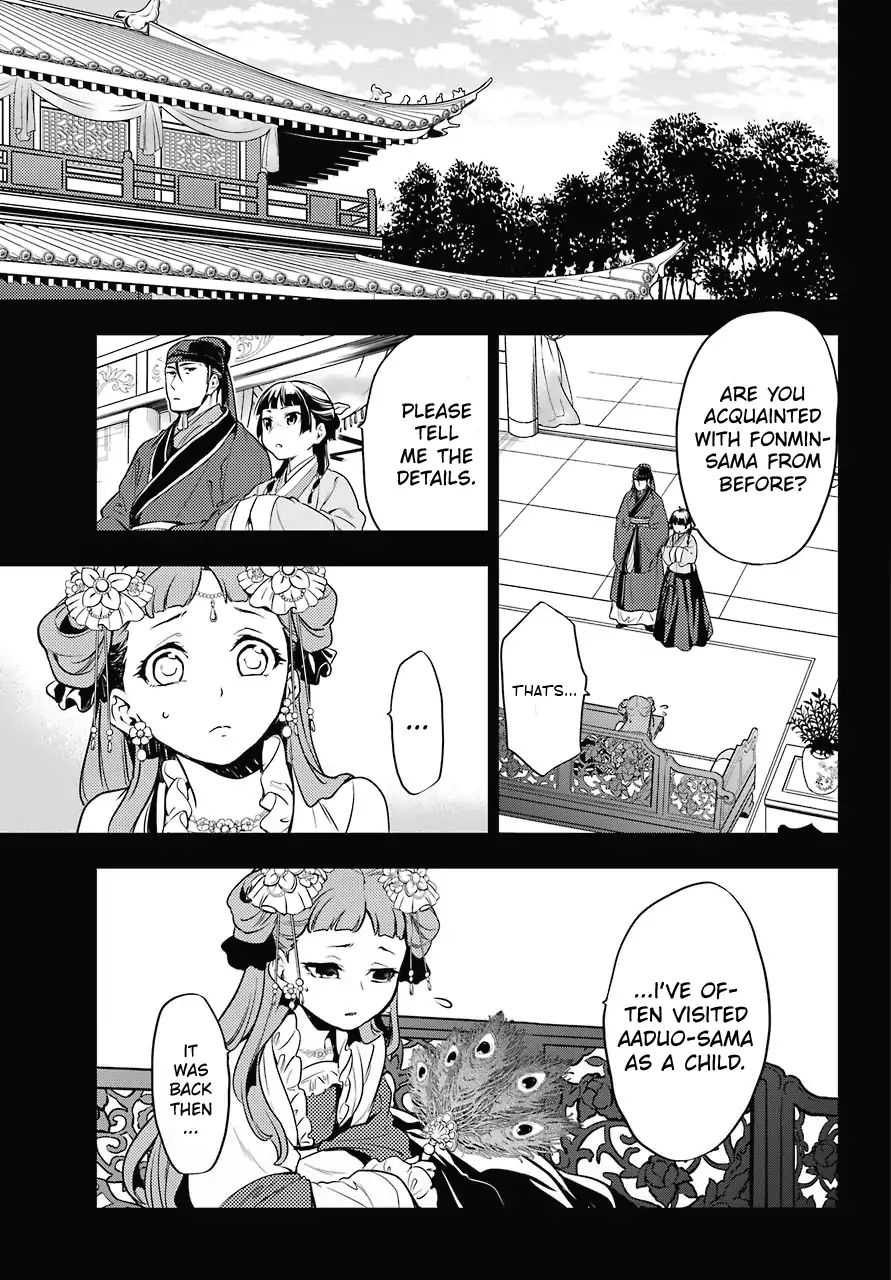 ARE YOU
ACQUAINTED
WITH FONMIN-
SAMA FROM
BEFORE?
PLEASE
TELL
ME THE
DETAILS.
THATS...
...
...I'VE OF-
TEN VISITED
AADUO-SAMA
AS A CHILD.
IT
WAS
BACK
THEN
...